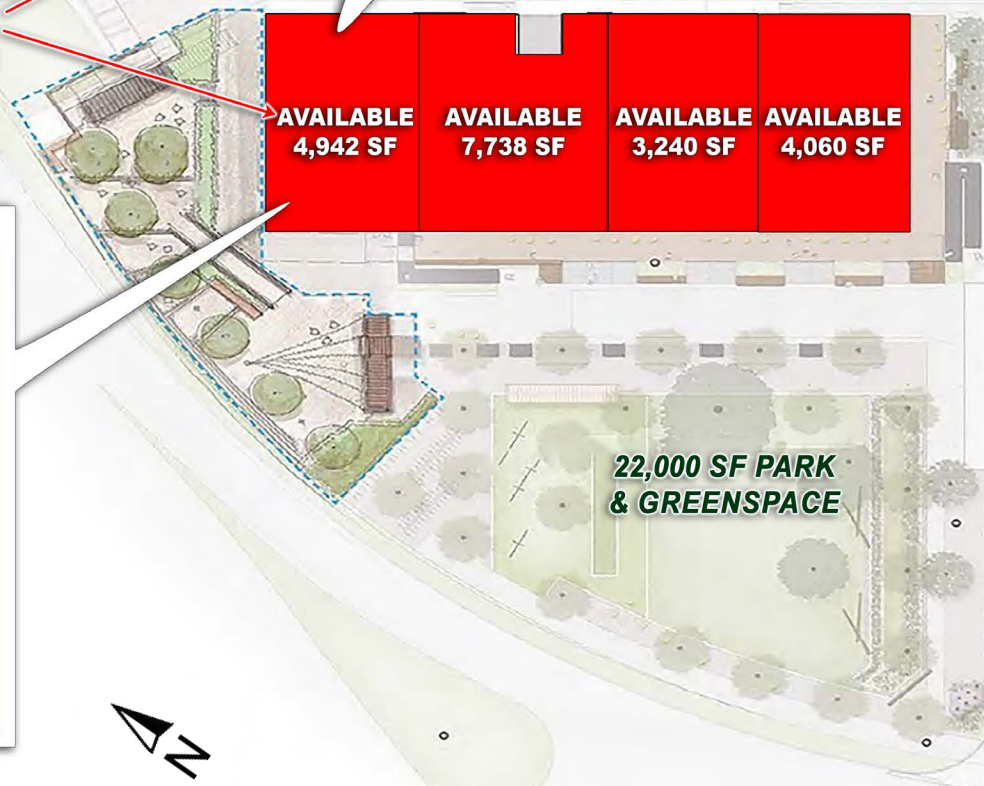 AVAILABLE
4,942 SF
AVAILABLE
7,738 SF
AVAILABLE
3,240 SF
AVAILABLE
4,060 SF
22,000 SF PARK
& GREENSPACE
N